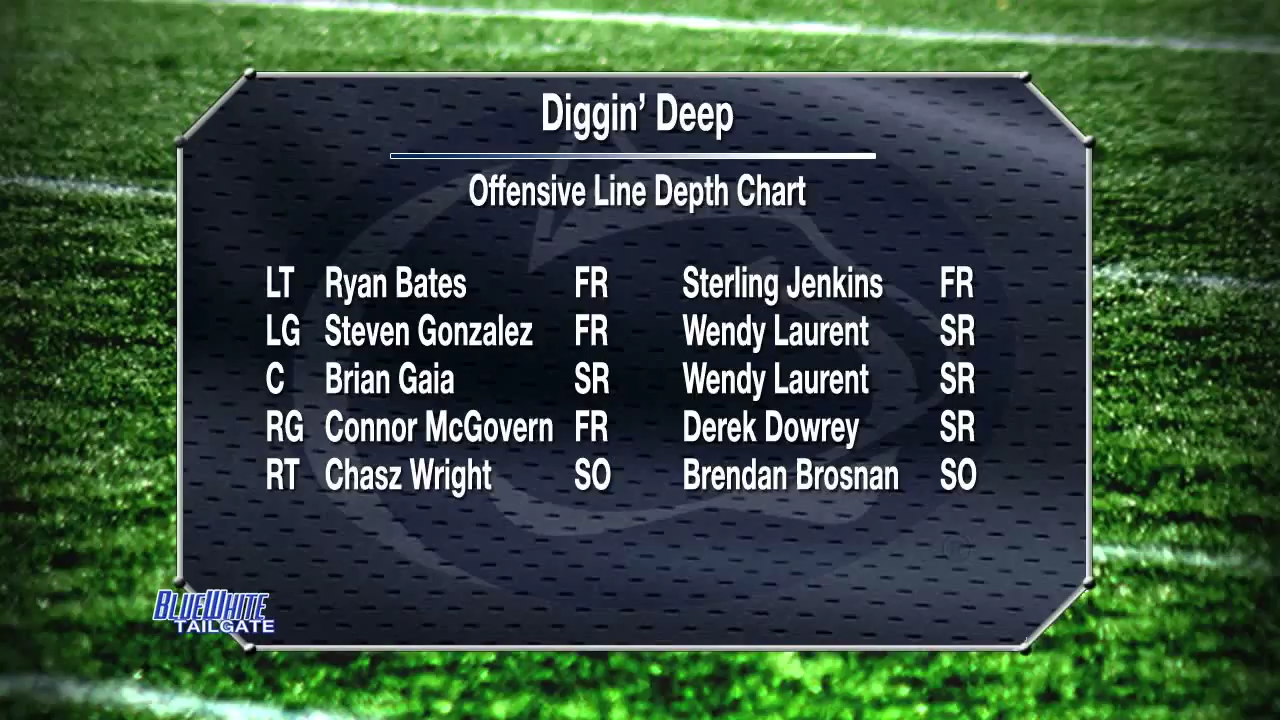 Diggin' Deep
Offensive Line Depth Chart
LT Ryan Bates FR Sterling Jenkins FR
LG Steven Gonzalez FR Wendy Laurent SR
C Brian Gaia SR Wendy Laurent SR
RG Connor McGovern FR Derek Dowrey SR
RT Chasz Wright SO Brendan Brosnan SO
BLUEWHITE
TAILGATE